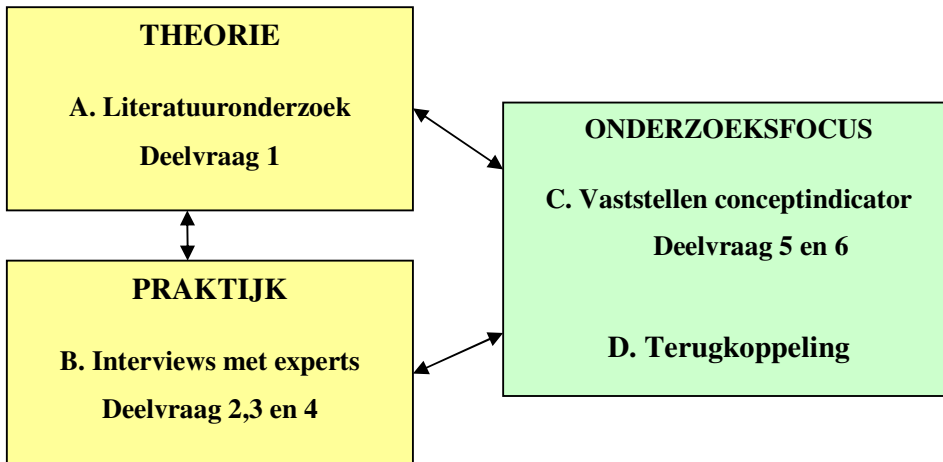 THEORIE
A. Literatuuronderzoek
Deelvraag 1
PRAKTIJK
B. Interviews met experts
Deelvraag 2,3 en 4
ONDERZOEKSFOCUS
C. Vaststellen conceptindicator
Deelvraag 5 en 6
D. Terugkoppeling